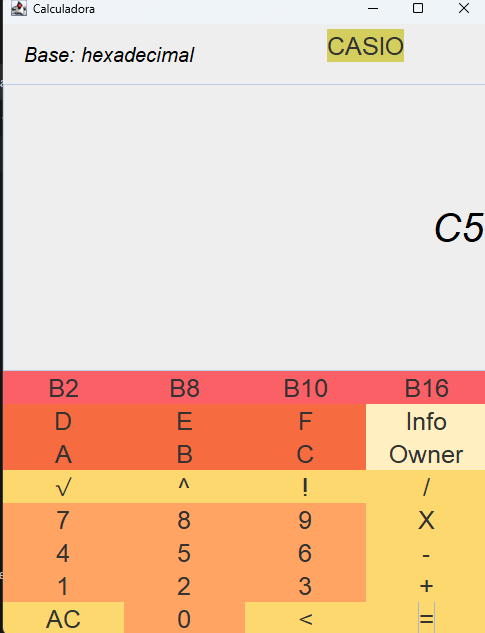 Calculadora
Base: hexadecimal CASIO
C5
B2 B8 B10 B16
D E F Info
A B C Owner
√ ^ ! /
7 8 9 X
4 5 6 -
1 2 3 +
AC 0 < =